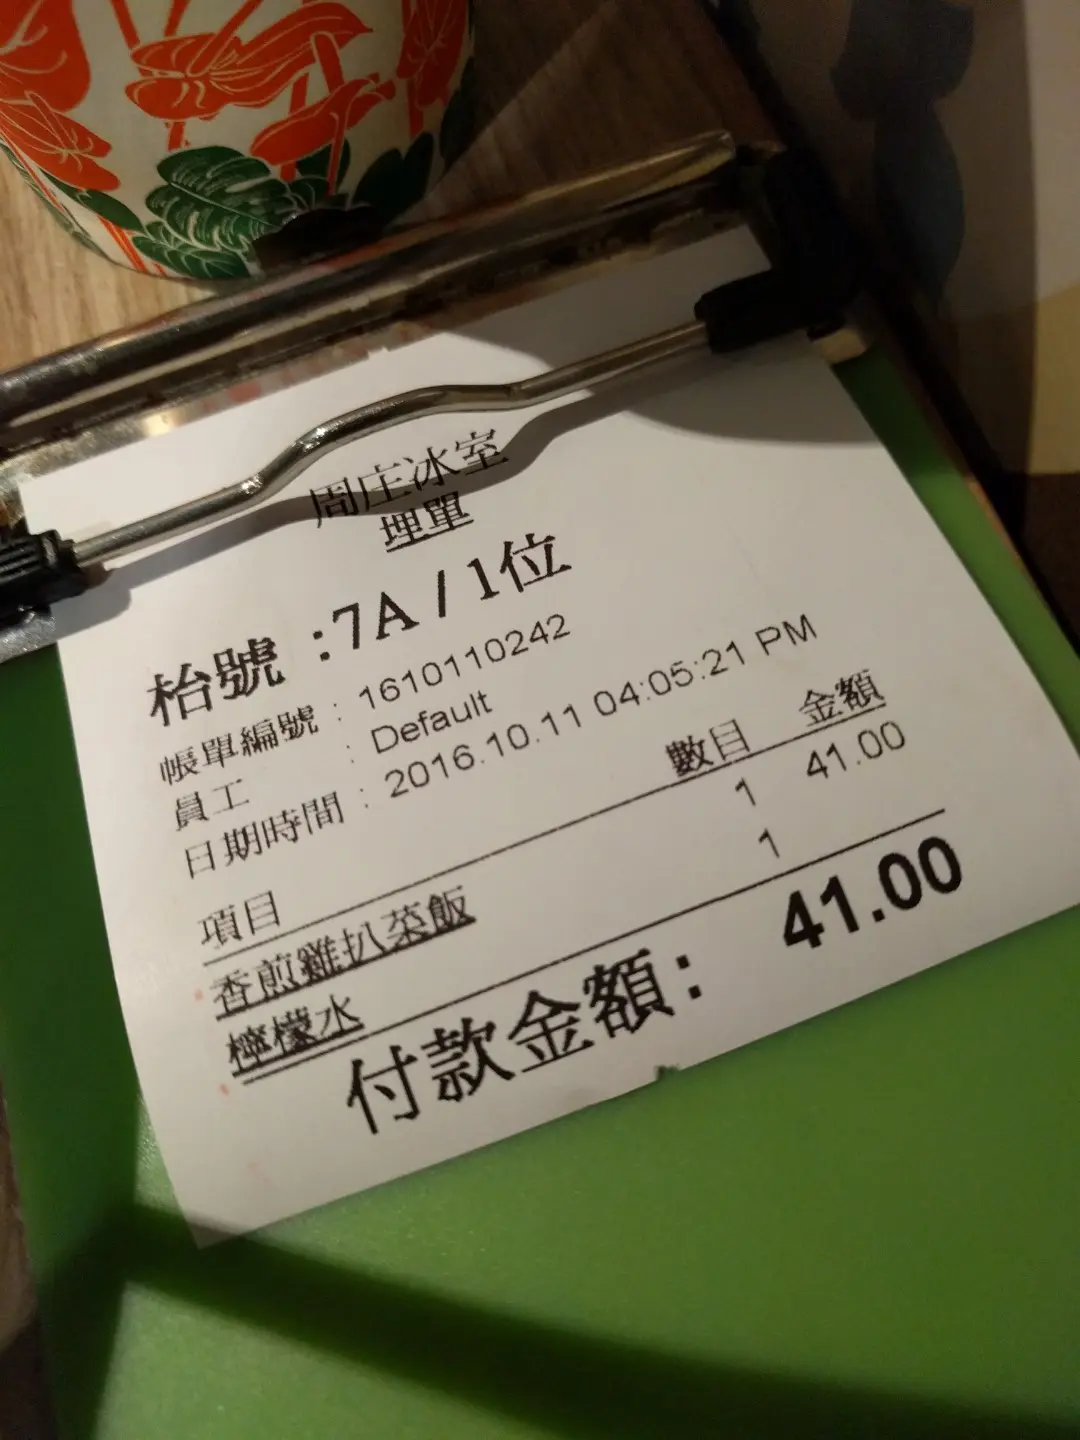 周庄冰室
埋單
枱號 :7A / 1位
帳單編號 : 1610110242
員工 : Default
日期時間 : 2016.10.11 04:05:21 PM
項目 數目 金額
香煎雞扒菜飯 1 41.00
檸檬水 1
付款金額: 41.00